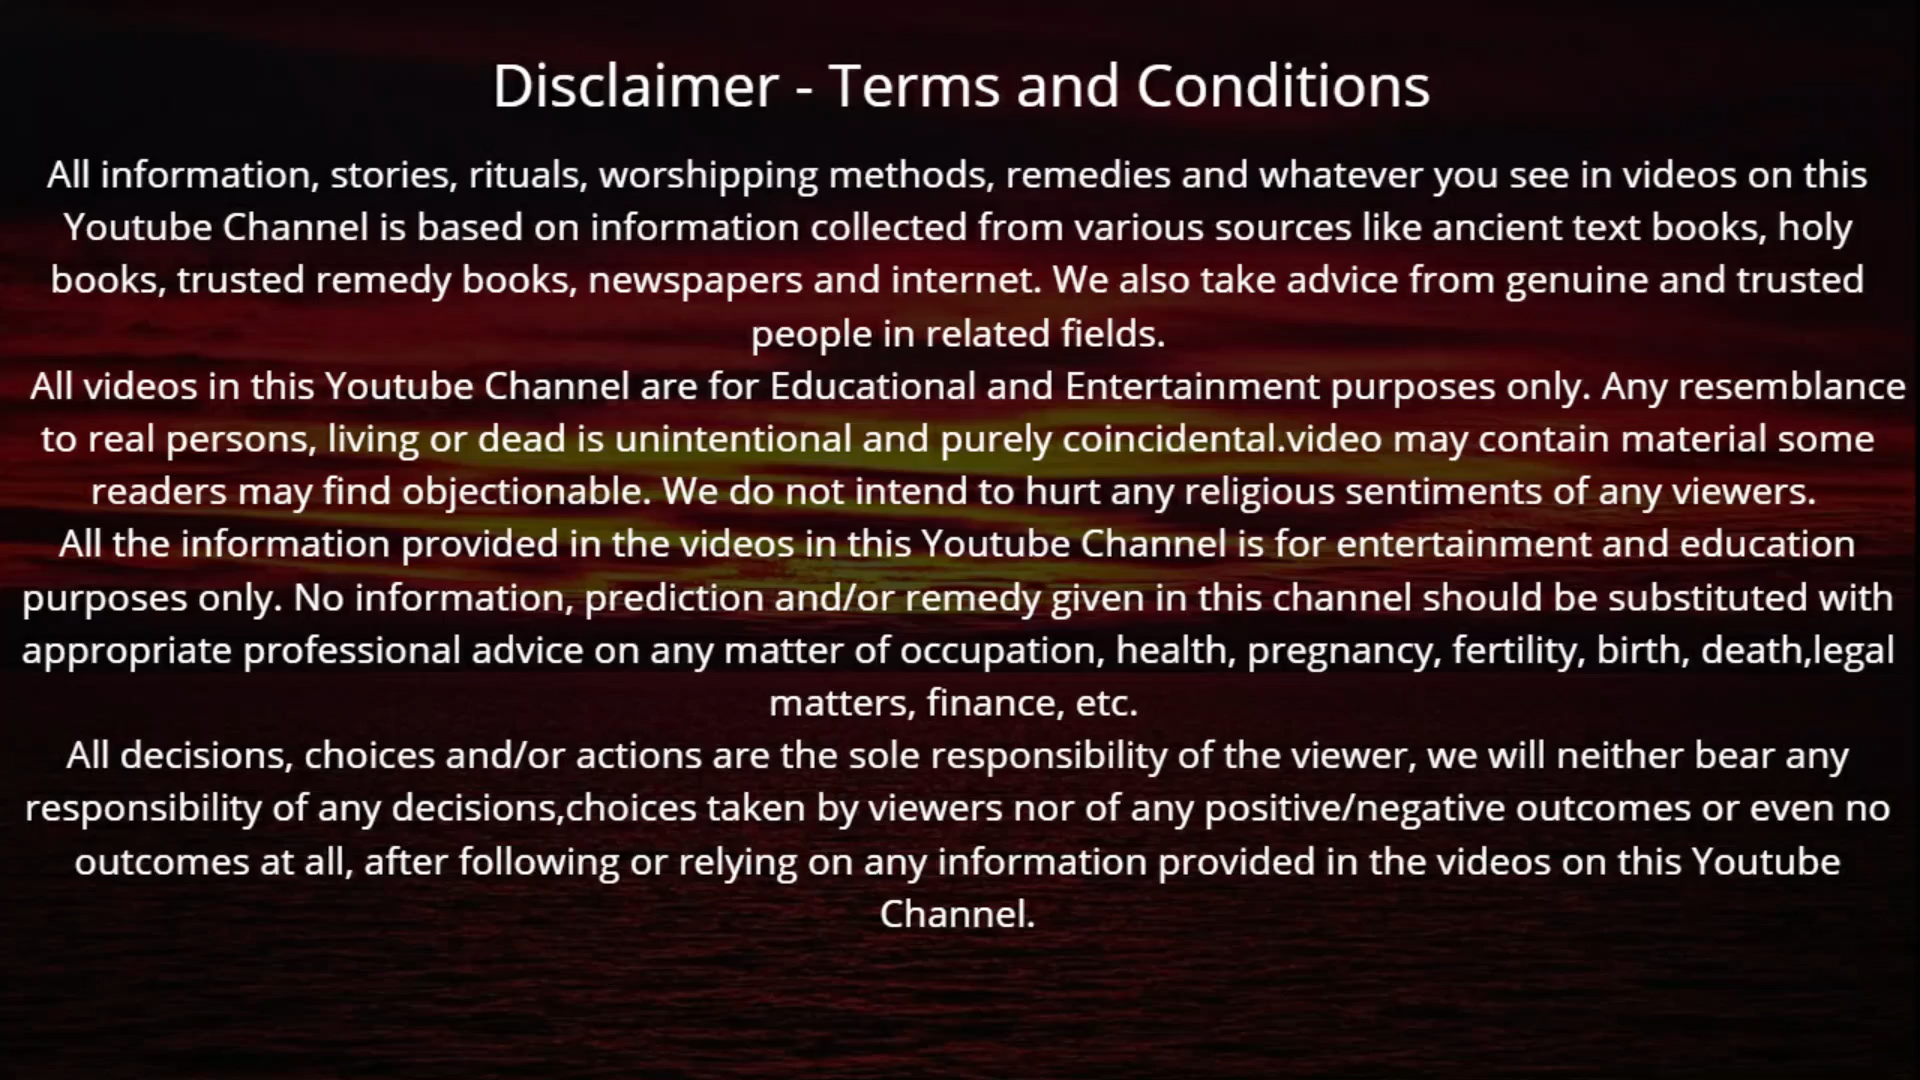 Disclaimer - Terms and Conditions
All information, stories, rituals, worshipping methods, remedies and whatever you see in videos on this
Youtube Channel is based on information collected from various sources like ancient text books, holy
books, trusted remedy books, newspapers and internet. We also take advice from genuine and trusted
people in related fields.
All videos in this Youtube Channel are for Educational and Entertainment purposes only. Any resemblance
to real persons, living or dead is unintentional and purely coincidental.video may contain material some
readers may find objectionable. We do not intend to hurt any religious sentiments of any viewers.
All the information provided in the videos in this Youtube Channel is for entertainment and education
purposes only. No information, prediction and/or remedy given in this channel should be substituted with
appropriate professional advice on any matter of occupation, health, pregnancy, fertility, birth, death,legal
matters, finance, etc.
All decisions, choices and/or actions are the sole responsibility of the viewer, we will neither bear any
responsibility of any decisions,choices taken by viewers nor of any positive/negative outcomes or even no
outcomes at all, after following or relying on any information provided in the videos on this Youtube
Channel.